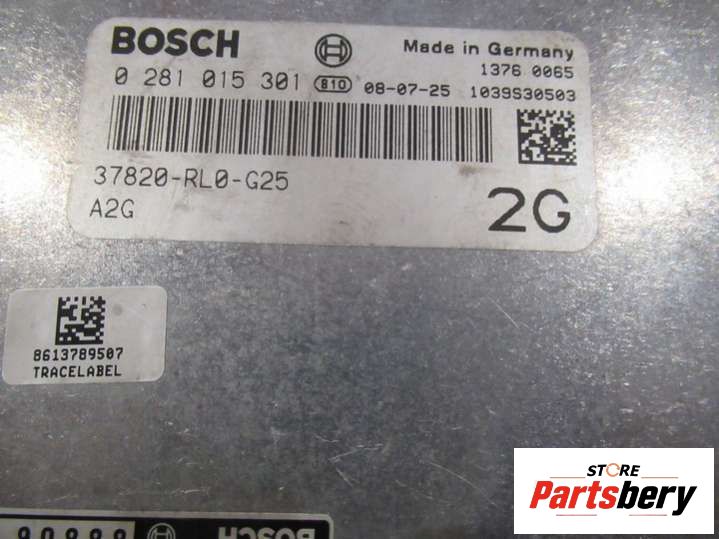 BOSCH
Made in Germany
1376 0065
0 281 015 301 810 08-07-25 1039S30503
37820-RL0-G25
A2G
2G
8613789507
TRACELABEL
BOSCH
STORE
Partsbery